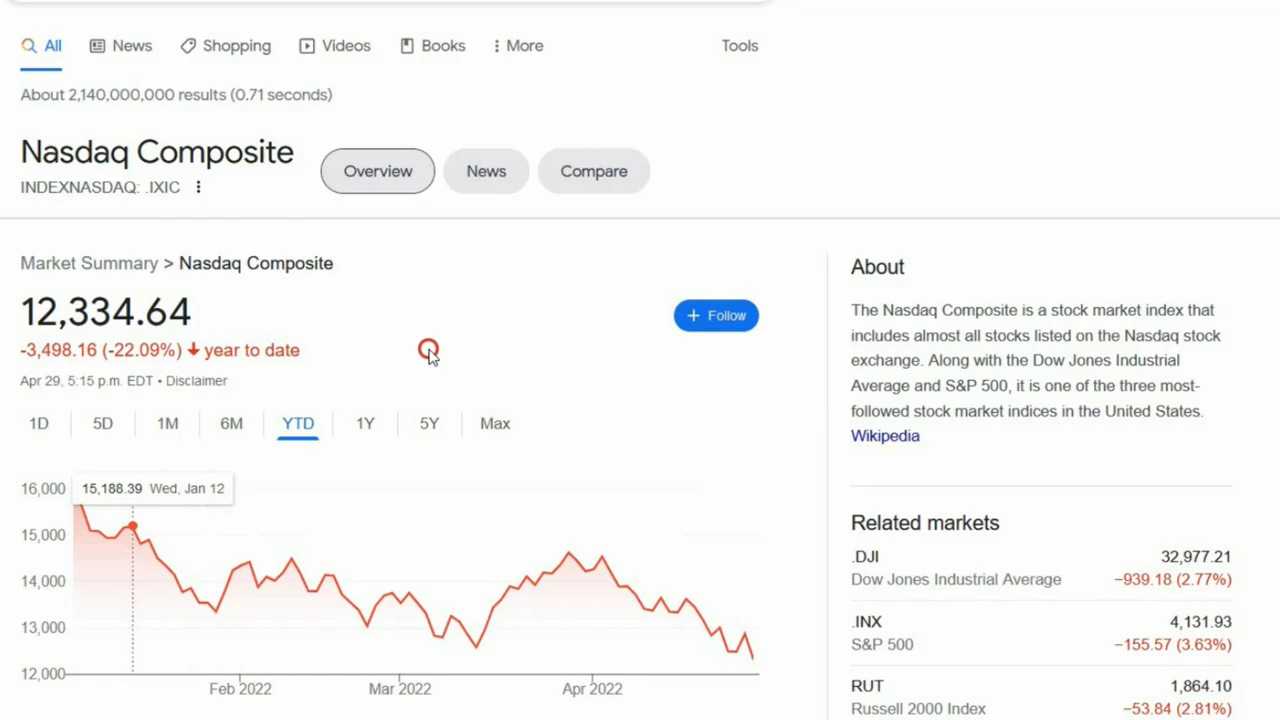 All News Shopping Videos Books More Tools
About 2,140,000,000 results (0.71 seconds)
Nasdaq Composite
INDEXNASDAQ: .IXIC
Overview News Compare
Market Summary > Nasdaq Composite
12,334.64
-3,498.16 (-22.09%) ↓ year to date
Apr 29, 5:15 p.m. EDT • Disclaimer
+ Follow
1D 5D 1M 6M YTD 1Y 5Y Max
15,188.39 Wed, Jan 12
16,000
15,000
14,000
13,000
12,000
Feb 2022 Mar 2022 Apr 2022
About
The Nasdaq Composite is a stock market index that
includes almost all stocks listed on the Nasdaq stock
exchange. Along with the Dow Jones Industrial
Average and S&P 500, it is one of the three most-
followed stock market indices in the United States.
Wikipedia
Related markets
.DJI 32,977.21
Dow Jones Industrial Average −939.18 (2.77%)
.INX 4,131.93
S&P 500 −155.57 (3.63%)
RUT 1,864.10
Russell 2000 Index −53.84 (2.81%)